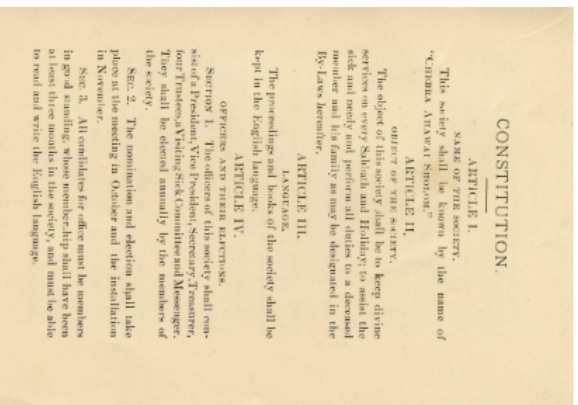 CONSTITUTION.
ARTICLE I.
NAME OF THE SOCIETY.
This society shall be known by the name of
"CHEBRA AHAWAI SHOLOM."
ARTICLE II.
OBJECT OF THE SOCIETY.
The object of this society shall be to keep divine
services on every Sabbath and Holiday; to assist the
sick and needy and perform all duties to a deceased
member and his family as may be designated in the
By-Laws hereafter.
ARTICLE III.
LANGUAGE.
The proceedings and books of the society shall be
kept in the English language.
ARTICLE IV.
OFFICERS AND THEIR ELECTIONS.
SECTION 1. The officers of this society shall con-
sist of a President, Vice President, Secretary, Treasurer,
four Trustees, a Visiting Sick Committee and Messenger.
They shall be elected annually by the members of
the society.
SEC. 2. The nomination and election shall take
place at the meeting in October and the installation
in November.
SEC. 3. All candidates for office must be members
in good standing, whose membership shall have been
at least three months in the society, and must be able
to read and write the English language.